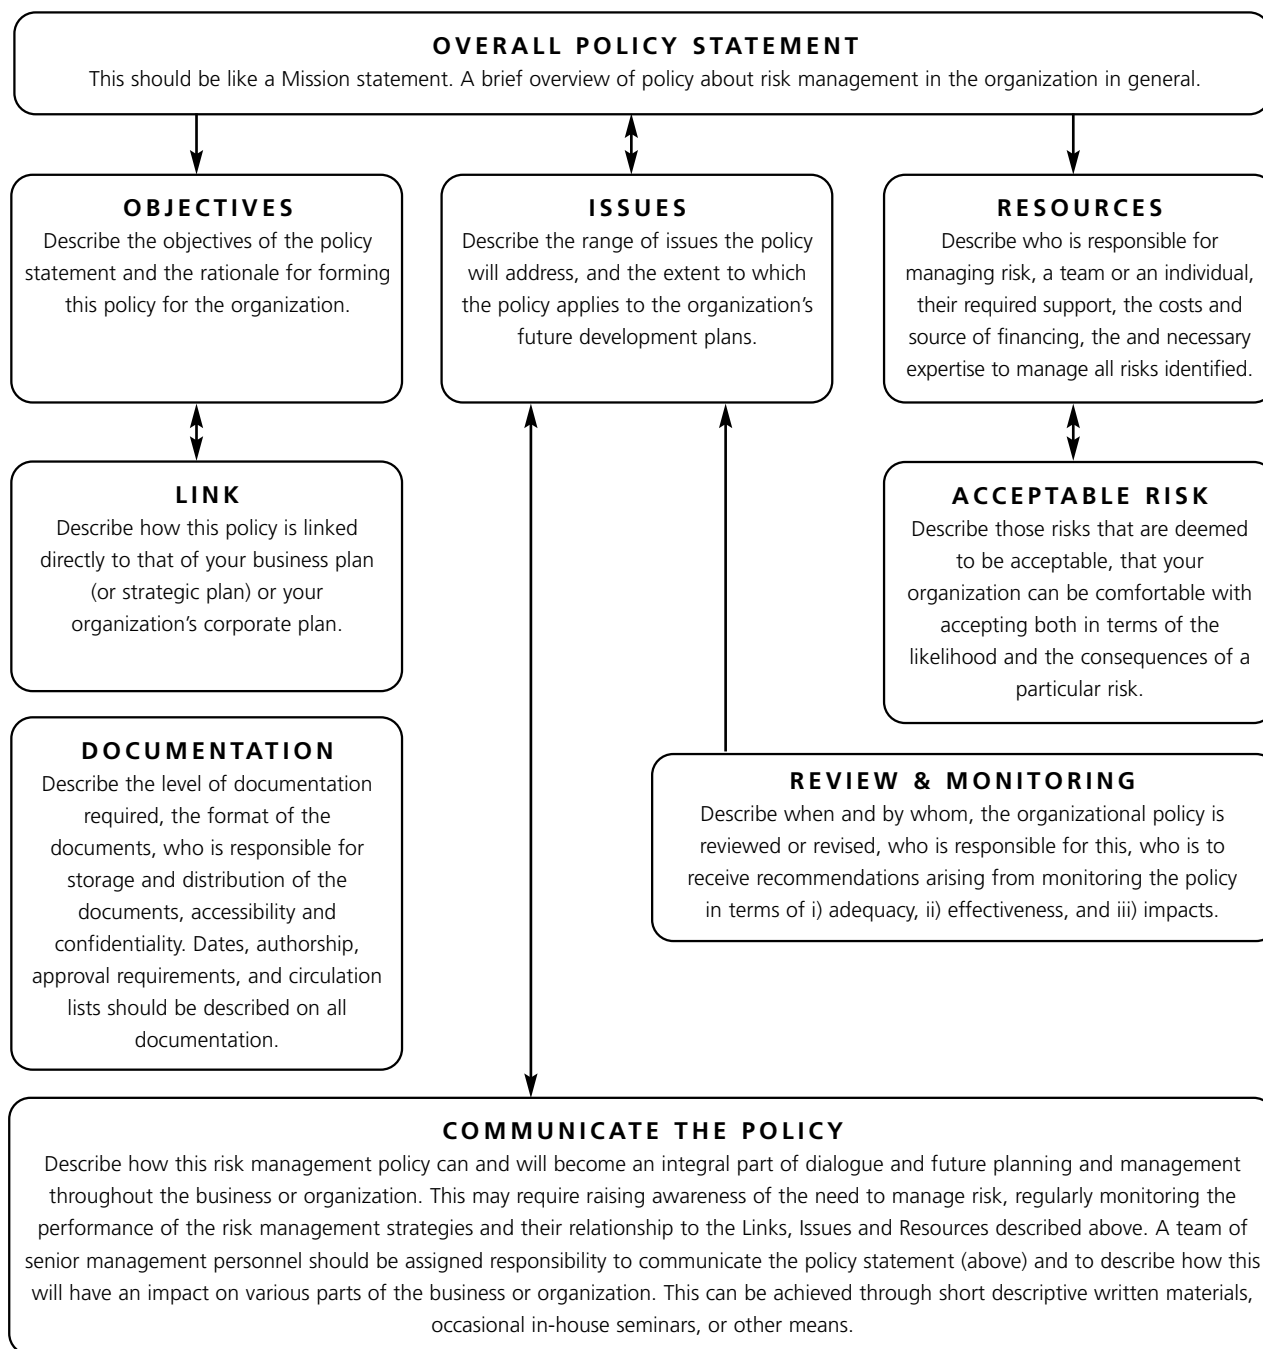 OVERALL POLICY STATEMENT
This should be like a Mission statement. A brief overview of policy about risk management in the organization in general.
OBJECTIVES
Describe the objectives of the policy
statement and the rationale for forming
this policy for the organization.
ISSUES
Describe the range of issues the policy
will address, and the extent to which
the policy applies to the organization's
future development plans.
RESOURCES
Describe who is responsible for
managing risk, a team or an individual,
their required support, the costs and
source of financing, the and necessary
expertise to manage all risks identified.
LINK
Describe how this policy is linked
directly to that of your business plan
(or strategic plan) or your
organization's corporate plan.
ACCEPTABLE RISK
Describe those risks that are deemed
to be acceptable, that your
organization can be comfortable with
accepting both in terms of the
likelihood and the consequences of a
particular risk.
DOCUMENTATION
Describe the level of documentation
required, the format of the
documents, who is responsible for
storage and distribution of the
documents, accessibility and
confidentiality. Dates, authorship,
approval requirements, and circulation
lists should be described on all
documentation.
REVIEW & MONITORING
Describe when and by whom, the organizational policy is
reviewed or revised, who is responsible for this, who is to
receive recommendations arising from monitoring the policy
in terms of i) adequacy, ii) effectiveness, and iii) impacts.
COMMUNICATE THE POLICY
Describe how this risk management policy can and will become an integral part of dialogue and future planning and management
throughout the business or organization. This may require raising awareness of the need to manage risk, regularly monitoring the
performance of the risk management strategies and their relationship to the Links, Issues and Resources described above. A team of
senior management personnel should be assigned responsibility to communicate the policy statement (above) and to describe how this
will have an impact on various parts of the business or organization. This can be achieved through short descriptive written materials,
occasional in-house seminars, or other means.